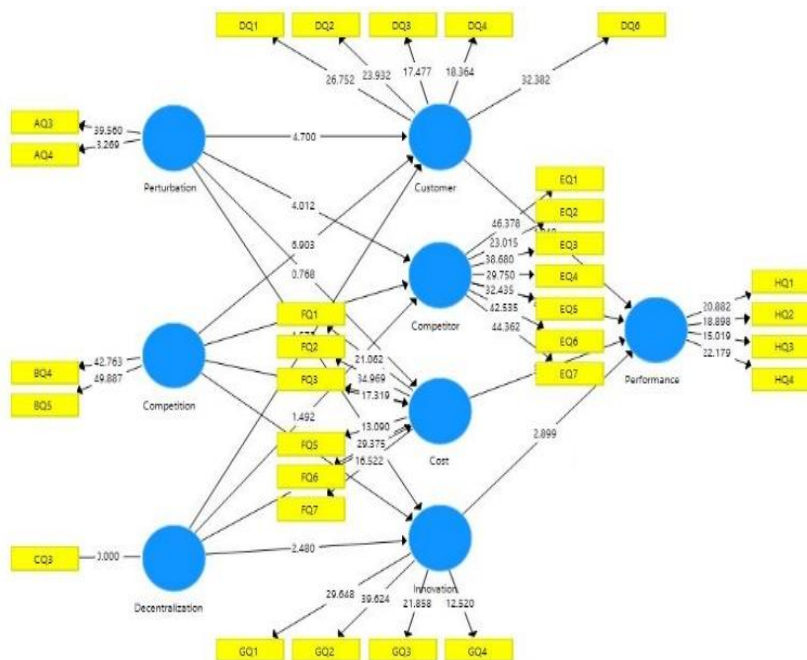 DQ1
DQ2
DQ3
DQ4
DQ6
26.752
23.932
17.477
18.364
32.382
AQ3
AQ4
39.560
3.269
Perturbation
4.700
Customer
4.012
6.903
0.768
EQ1
EQ2
EQ3
EQ4
EQ5
EQ6
EQ7
46.378
23.015
38.680
29.750
32.435
42.535
44.362
Competitor
BQ4
BQ5
42.763
49.887
Competition
FQ1
FQ2
FQ3
FQ5
FQ6
FQ7
21.062
34.969
17.319
13.090
29.375
16.522
1.492
Cost
Performance
HQ1
HQ2
HQ3
HQ4
20.882
18.898
15.019
22.179
2.899
CQ3
0.000
Decentralization
2.480
Innovation
29.648
39.624
21.858
12.520
GQ1
GQ2
GQ3
GQ4